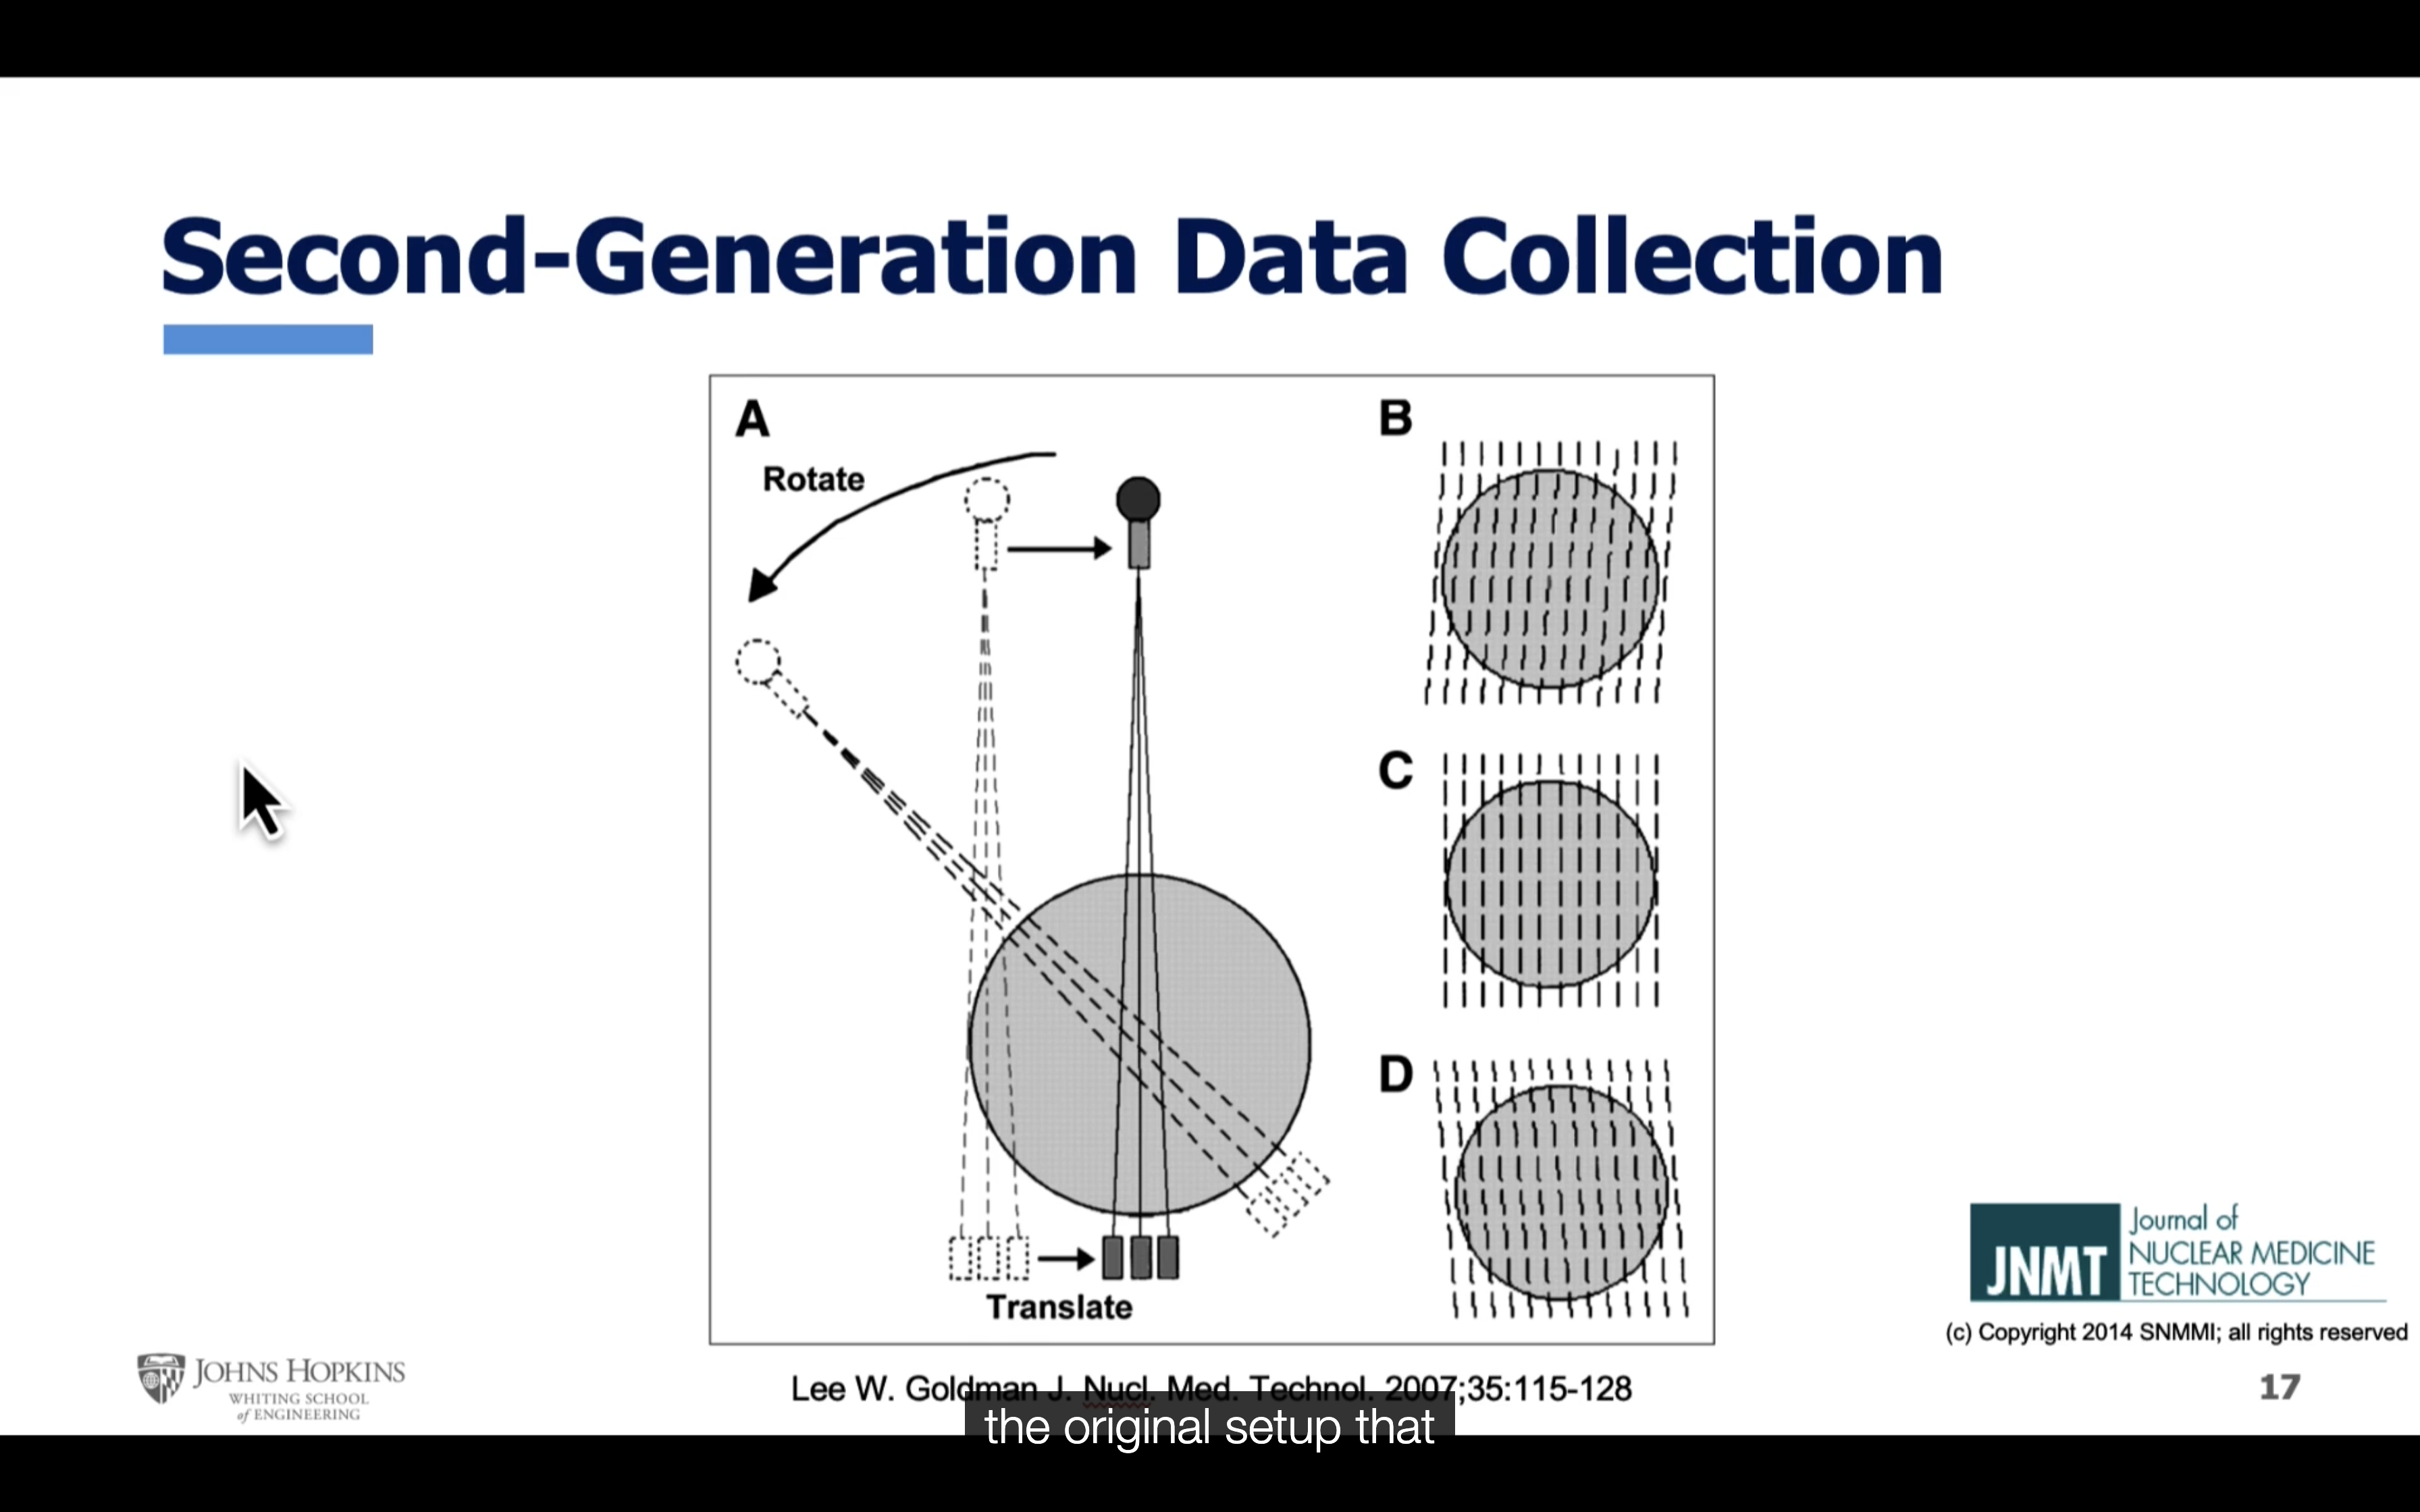 Second-Generation Data Collection
A
Rotate
B
C
D
Translate
JNMT
Journal of
NUCLEAR MEDICINE
TECHNOLOGY
(c) Copyright 2014 SNMMI; all rights reserved
JOHNS HOPKINS
WHITING SCHOOL
of ENGINEERING
Lee W. Goldman J. Nucl. Med. Technol. 2007;35:115-128
17
the original setup that